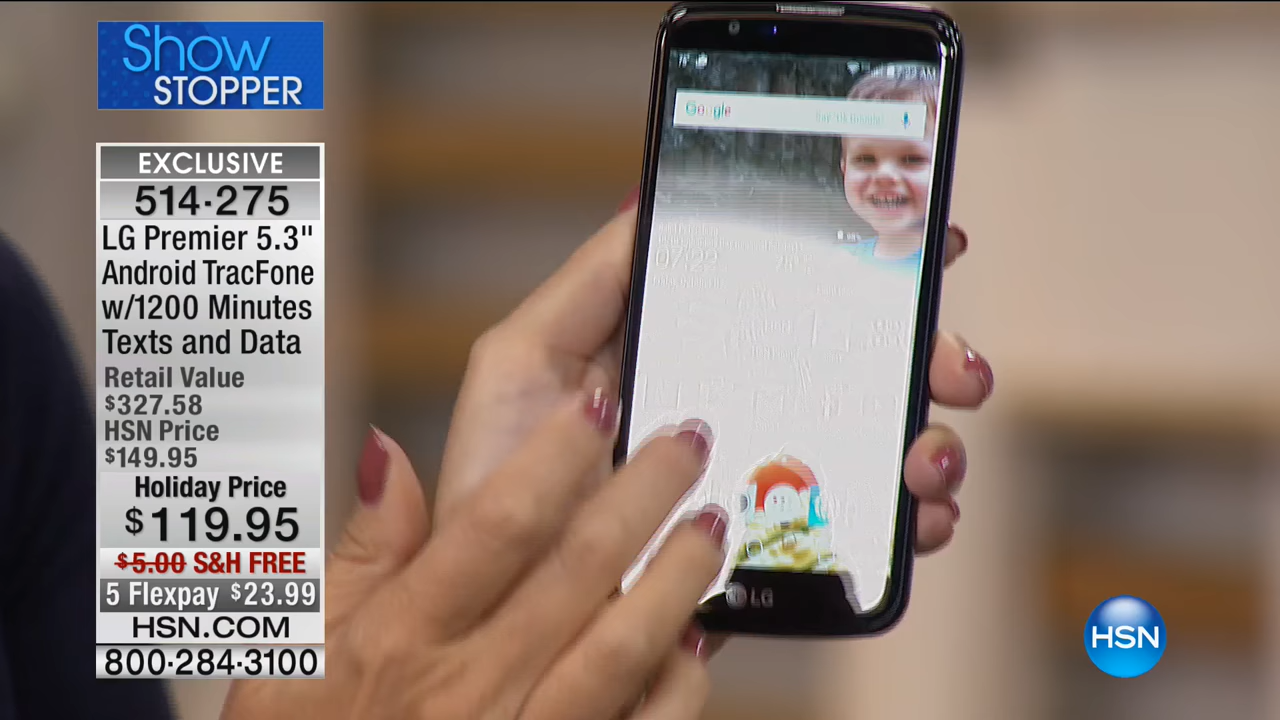 Show
STOPPER
EXCLUSIVE
514·275
LG Premier 5.3"
Android TracFone
w/1200 Minutes
Texts and Data
Retail Value
$327.58
HSN Price
$149.95
Holiday Price
$119.95
$5.00 S&H FREE
5 Flexpay $23.99
HSN.COM
800·284·3100
Google
LG
HSN